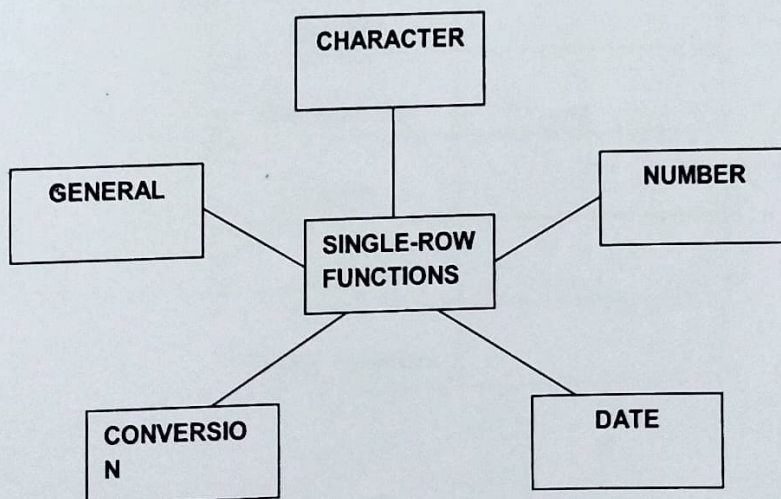 CHARACTER
GENERAL
NUMBER
SINGLE-ROW
FUNCTIONS
CONVERSIO
N
DATE